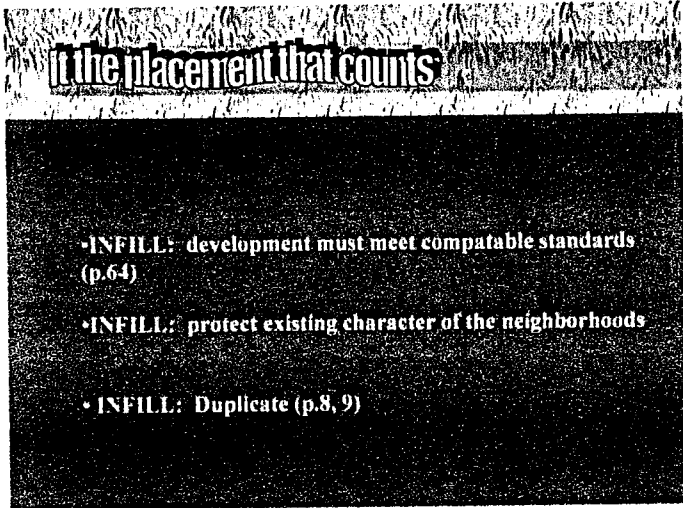 it the placement that counts
•INFILL: development must meet compatable standards
(p.64)
•INFILL: protect existing character of the neighborhoods
• INFILL: Duplicate (p.8, 9)